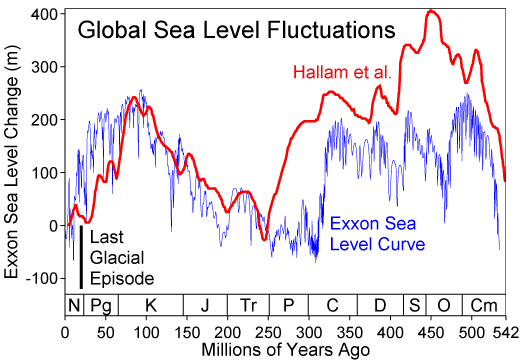 Global Sea Level Fluctuations
Exxon Sea Level Change (m)
400
300
200
100
0
-100
Hallam et al.
Exxon Sea
Level Curve
Last
Glacial
Episode
N Pg K J Tr P C D S O Cm
0 50 100 150 200 250 300 350 400 450 500 542
Millions of Years Ago